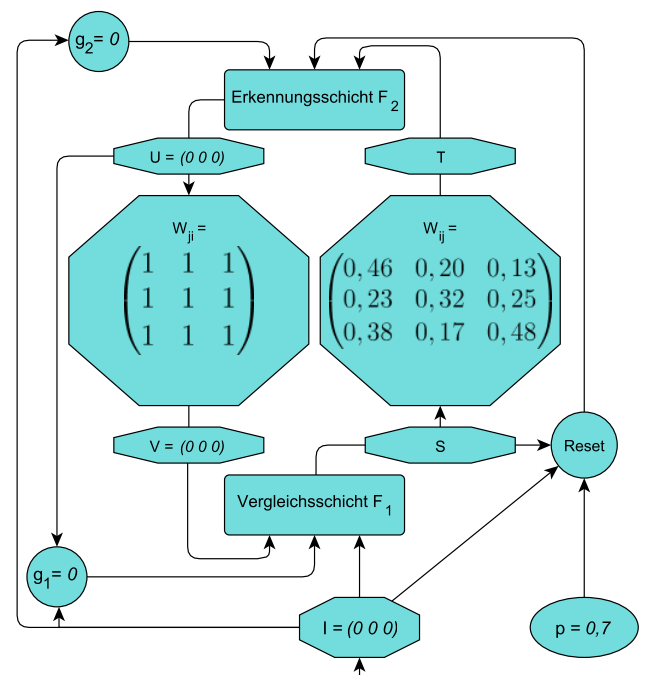 g2= 0
Erkennungsschicht F2
U = (0 0 0)
T
Wji =
1 1 1
1 1 1
1 1 1
Wij =
0,46 0,20 0,13
0,23 0,32 0,25
0,38 0,17 0,48
V = (0 0 0)
S
Reset
Vergleichsschicht F1
g1= 0
I = (0 0 0)
p = 0,7